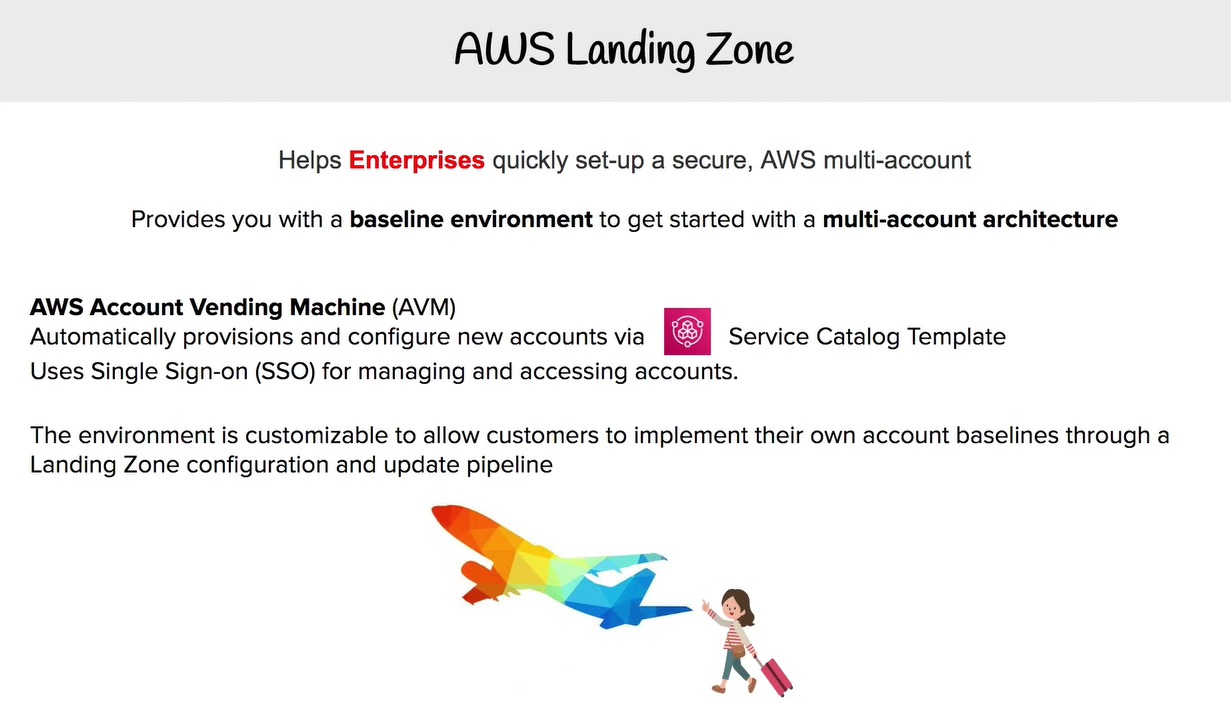 AWS Landing Zone
Helps Enterprises quickly set-up a secure, AWS multi-account
Provides you with a baseline environment to get started with a multi-account architecture
AWS Account Vending Machine (AVM)
Automatically provisions and configure new accounts via Service Catalog Template
Uses Single Sign-on (SSO) for managing and accessing accounts.
The environment is customizable to allow customers to implement their own account baselines through a
Landing Zone configuration and update pipeline